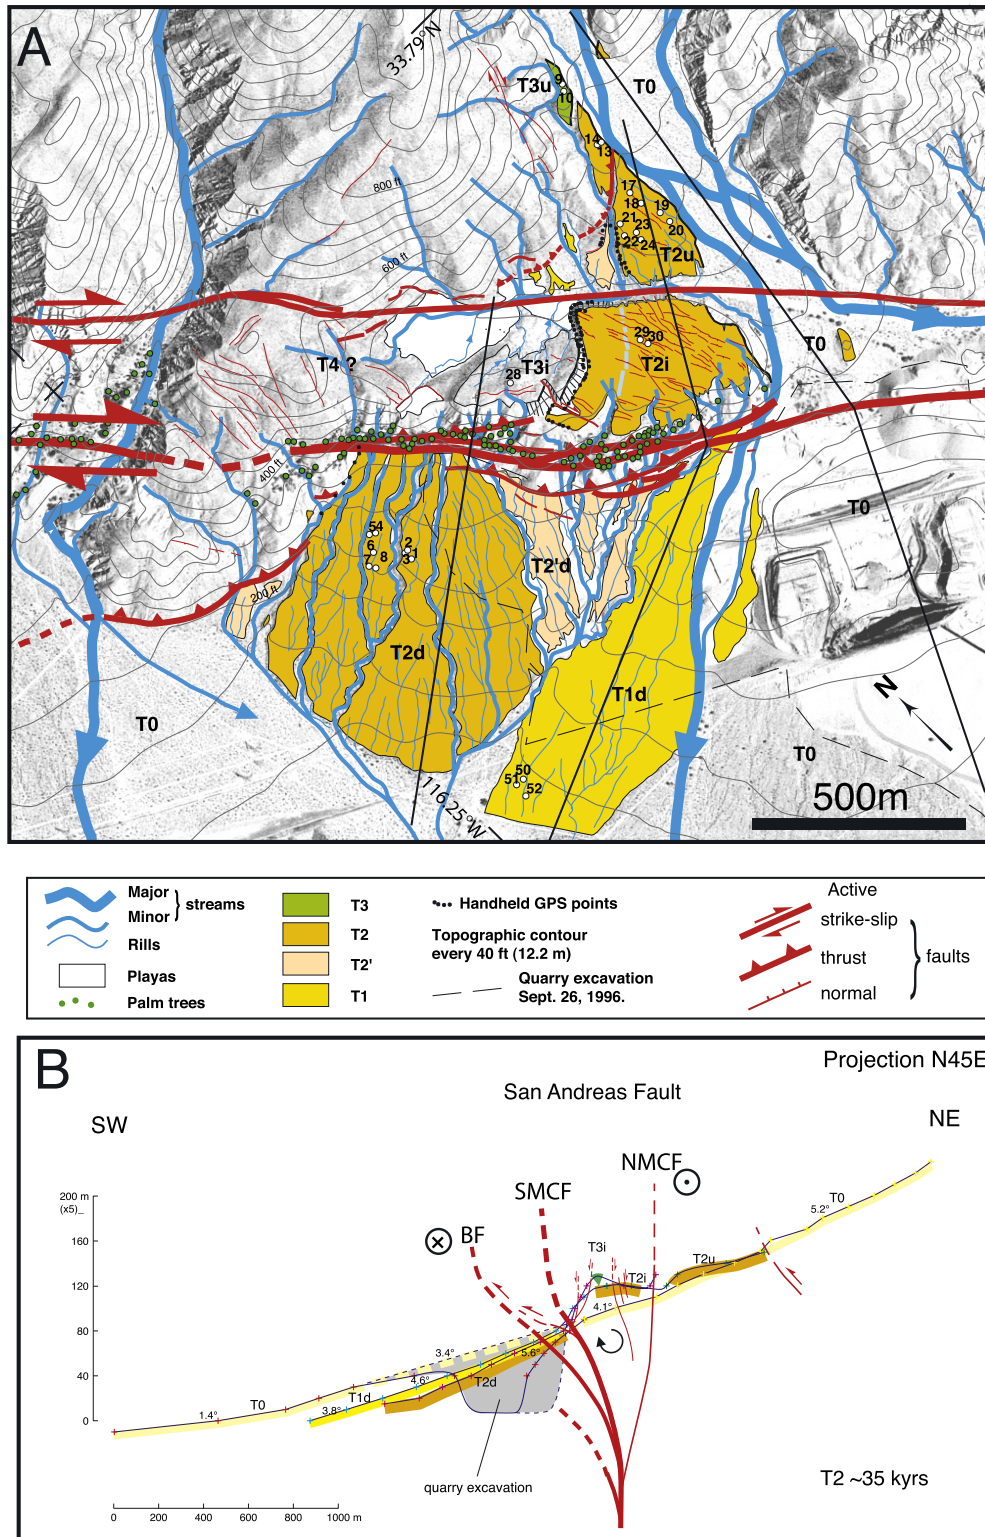 A
33.79°N
T3u
9
10
T0
14
13
17
18
19
20
21
22
23
24
T2u
800 ft
600 ft
T4 ?
28
T3i
29
30
T2i
T0
400 ft
T0
54
6
7
8
2
3
1
T2'd
200 ft
T2d
T1d
T0
T0
N
50
51
52
116.25°W
500m
Major
Minor
streams
Rills
Playas
Palm trees
T3
T2
T2'
T1
Handheld GPS points
Topographic contour
every 40 ft (12.2 m)
Quarry excavation
Sept. 26, 1996.
Active
strike-slip
thrust
normal
faults
B
Projection N45E
San Andreas Fault
SW
NE
NMCF
SMCF
BF
200 m
(x5)_
160
120
80
40
0
T0
5.2°
T3i
T2u
T2i
4.1°
3.4°
5.6°
4.6°
T2d
T1d
3.8°
T0
1.4°
quarry excavation
T2 ~35 kyrs
0
200
400
600
800
1000 m